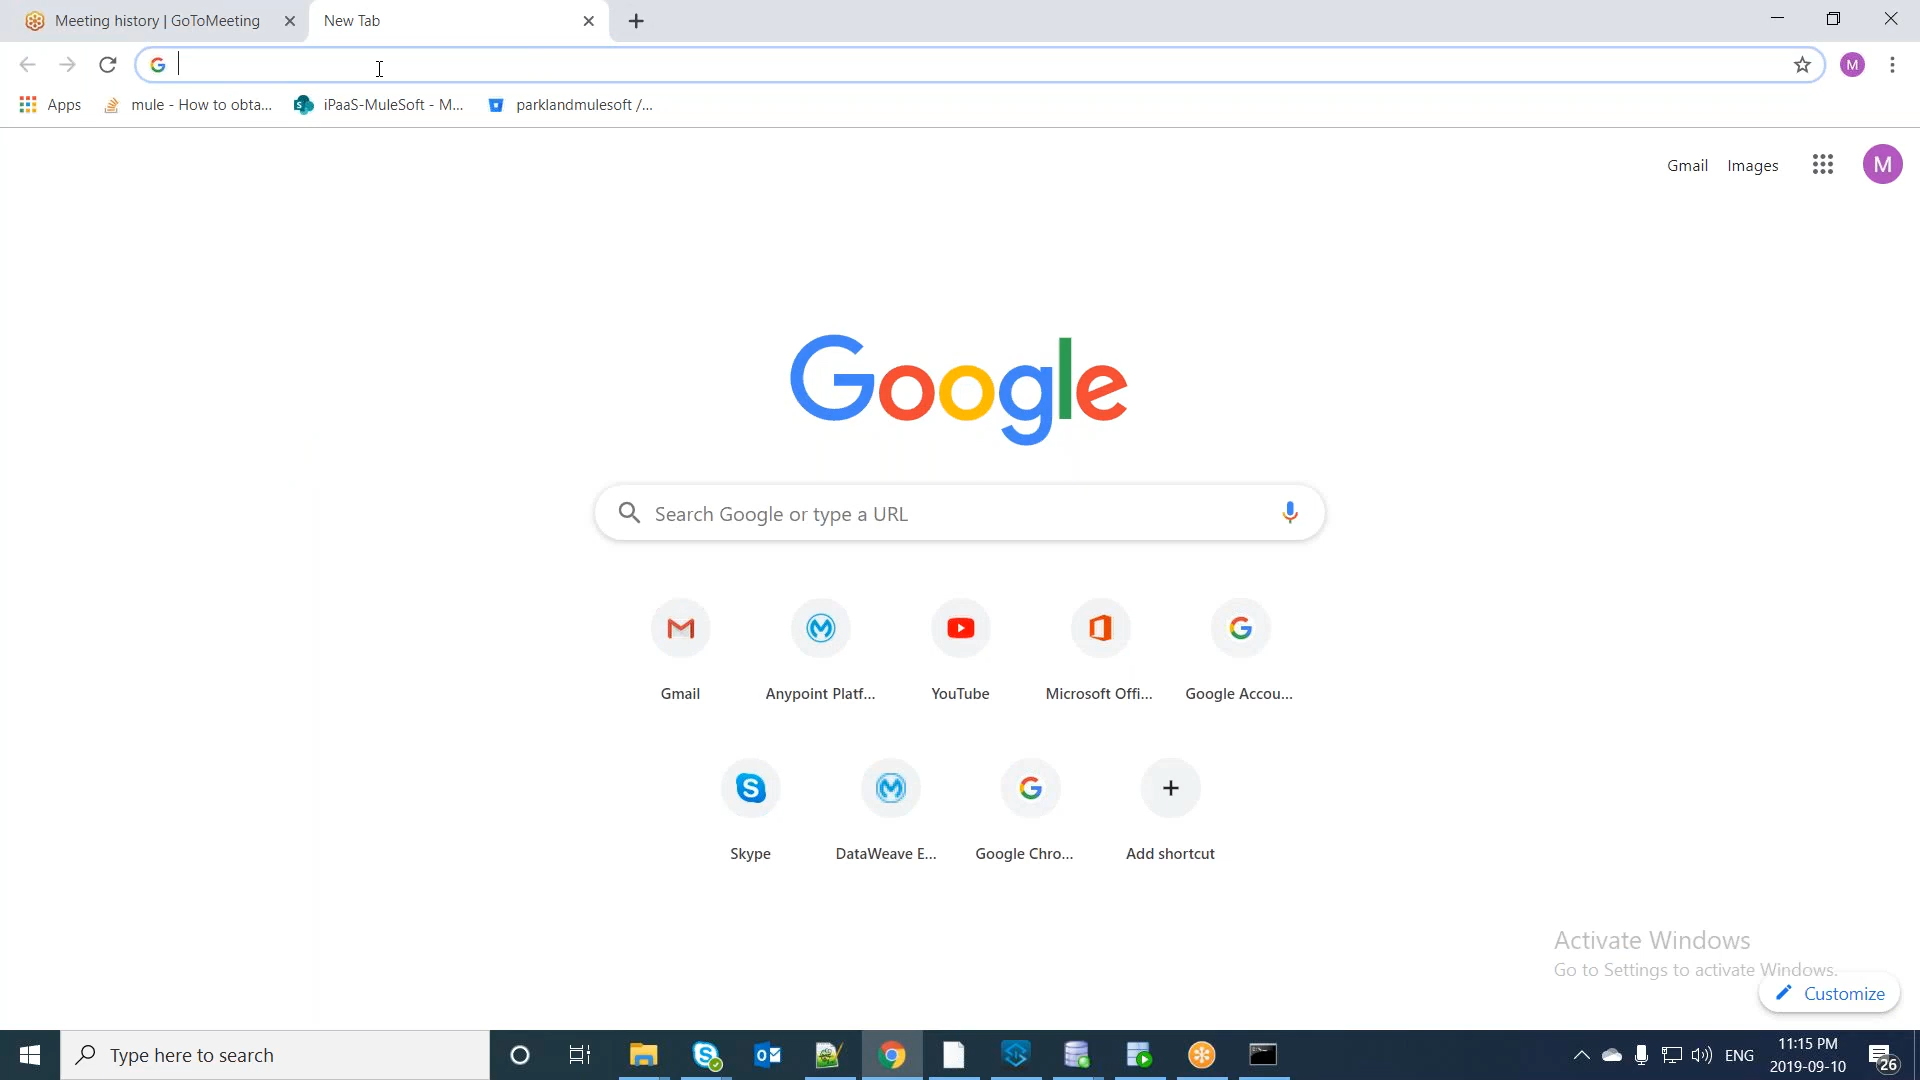 Meeting history | GoToMeeting
New Tab
M
Apps
mule - How to obta...
iPaaS-MuleSoft - M...
parklandmulesoft /...
Gmail
Images
M
Google
Search Google or type a URL
Gmail
Anypoint Platf...
YouTube
Microsoft Offi...
Google Accou...
Skype
DataWeave E...
Google Chro...
Add shortcut
Activate Windows
Go to Settings to activate Windows.
Customize
Type here to search
ENG
11:15 PM
2019-09-10
26